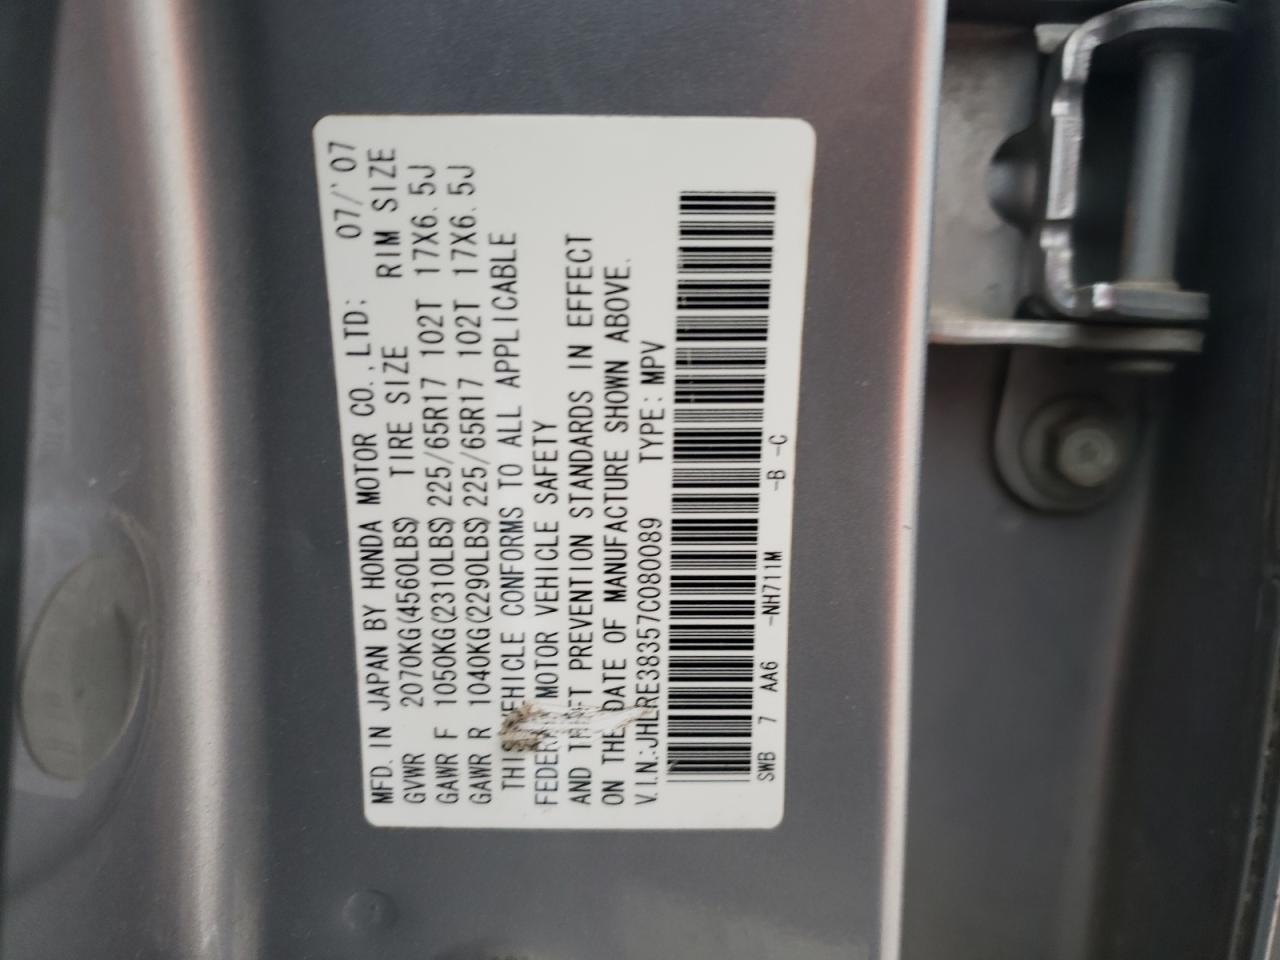 MFD. IN JAPAN BY HONDA MOTOR CO., LTD; 07/'07
GVWR 2070KG(4560LBS) TIRE SIZE RIM SIZE
GAWR F 1050KG(2310LBS) 225/65R17 102T 17X6.5J
GAWR R 1040KG(2290LBS) 225/65R17 102T 17X6.5J
THIS VEHICLE CONFORMS TO ALL APPLICABLE
FEDERAL MOTOR VEHICLE SAFETY
AND THEFT PREVENTION STANDARDS IN EFFECT
ON THE DATE OF MANUFACTURE SHOWN ABOVE.
V.I.N.:JHLRE38357C080089 TYPE:MPV
SWB 7 AA6 -NH711M -B -C